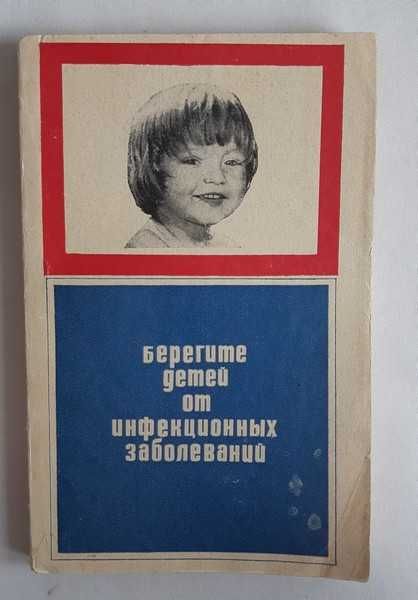 Берегите
детей
от
инфекционных
заболеваний